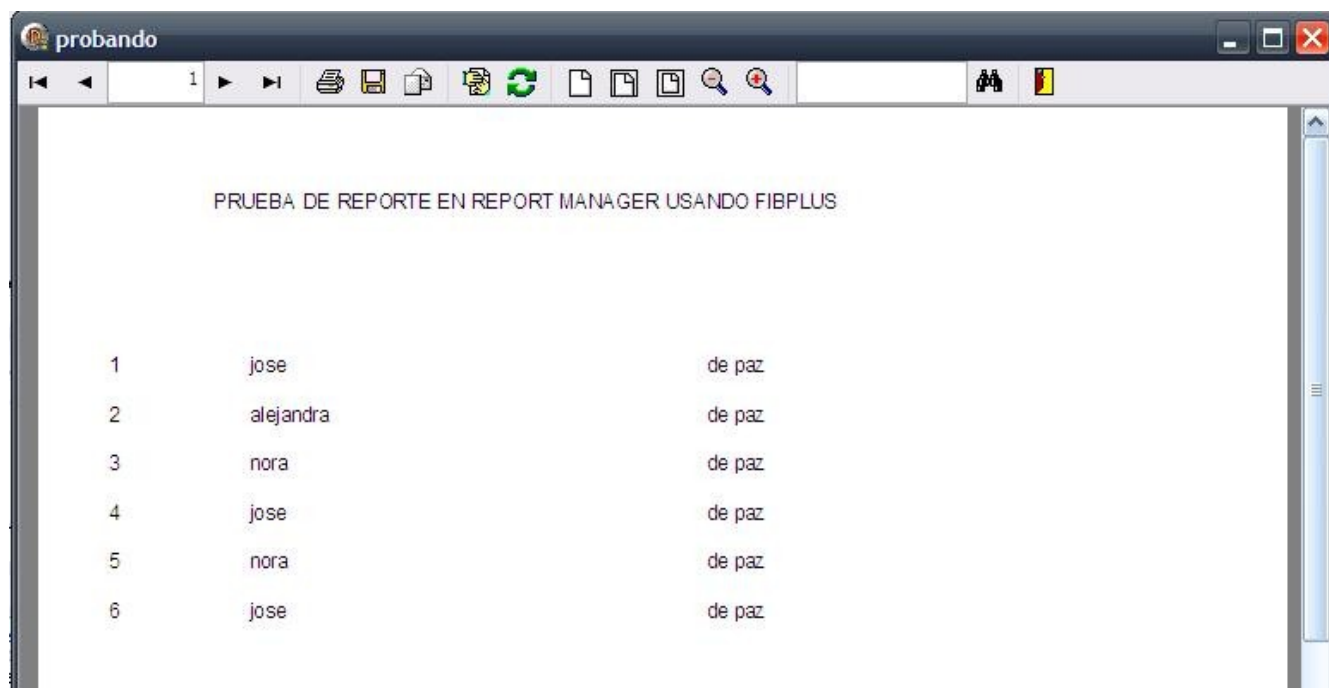 probando
1
PRUEBA DE REPORTE EN REPORT MANAGER USANDO FIBPLUS
1 jose de paz
2 alejandra de paz
3 nora de paz
4 jose de paz
5 nora de paz
6 jose de paz